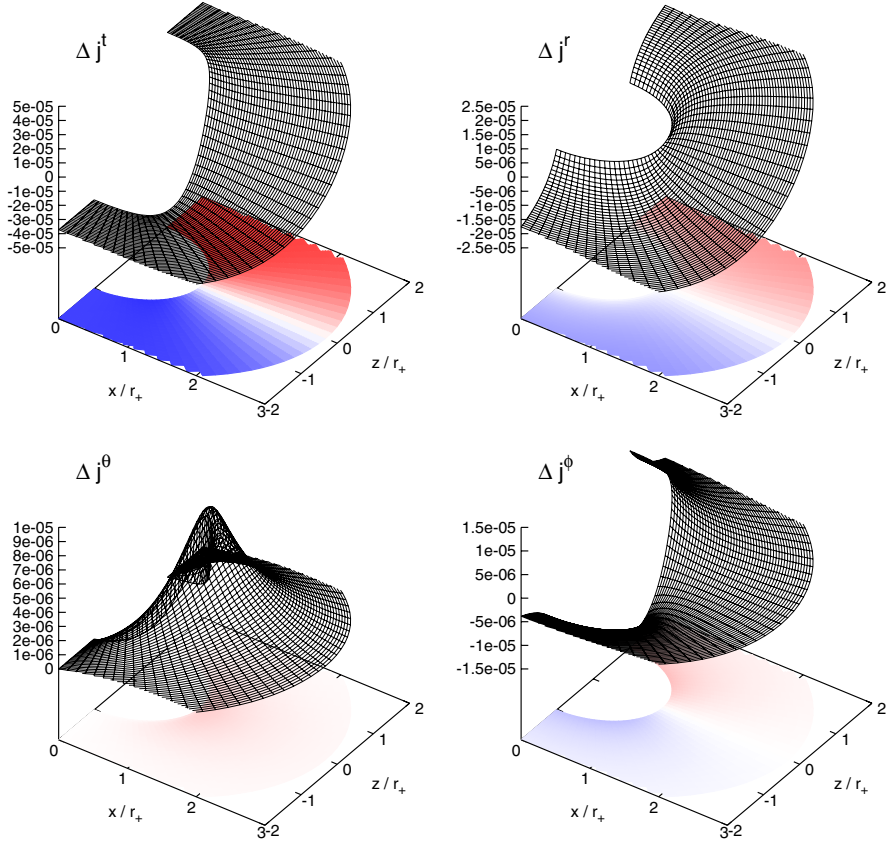 Δ j^t
5e-05
4e-05
3e-05
2e-05
1e-05
0
-1e-05
-2e-05
-3e-05
-4e-05
-5e-05
0
1
2
3
x / r₊
-2
-1
0
1
2
z / r₊
Δ j^r
2.5e-05
2e-05
1.5e-05
1e-05
5e-06
0
-5e-06
-1e-05
-1.5e-05
-2e-05
-2.5e-05
0
1
2
3
x / r₊
-2
-1
0
1
2
z / r₊
Δ j^θ
1e-05
9e-06
8e-06
7e-06
6e-06
5e-06
4e-06
3e-06
2e-06
1e-06
0
0
1
2
3
x / r₊
-2
-1
0
1
2
z / r₊
Δ j^ϕ
1.5e-05
1e-05
5e-06
0
-5e-06
-1e-05
-1.5e-05
0
1
2
3
x / r₊
-2
-1
0
1
2
z / r₊